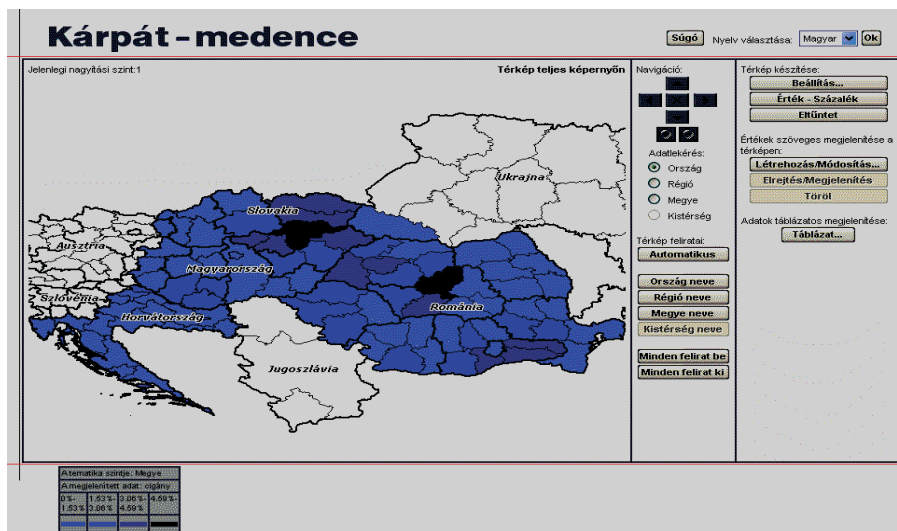 Kárpát-medence
Súgó
Nyelv választása:
Magyar
Ok
Jelenlegi nagyítási szint:1
Térkép teljes képernyőn
Ukrajna
Slovakia
Ausztria
Magyarország
Szlovénia
Horvátország
Románia
Jugoszlávia
Navigáció:
Adatlekérés:
Ország
Régió
Megye
Kistérség
Térkép feliratai:
Automatikus
Ország neve
Régió neve
Megye neve
Kistérség neve
Minden felirat be
Minden felirat ki
Térkép készítése:
Beállítás...
Érték - Százalék
Eltüntet
Értékek szöveges megjelenítése a
térképen:
Létrehozás/Módosítás...
Elrejtés/Megjelenítés
Töröl
Adatok táblázatos megjelenítése:
Táblázat...
A tematika szintje: Megye
A megjelenített adat: cigány
0%- 1.53%- 3.06%- 4.59%-
1.53% 3.06% 4.59%